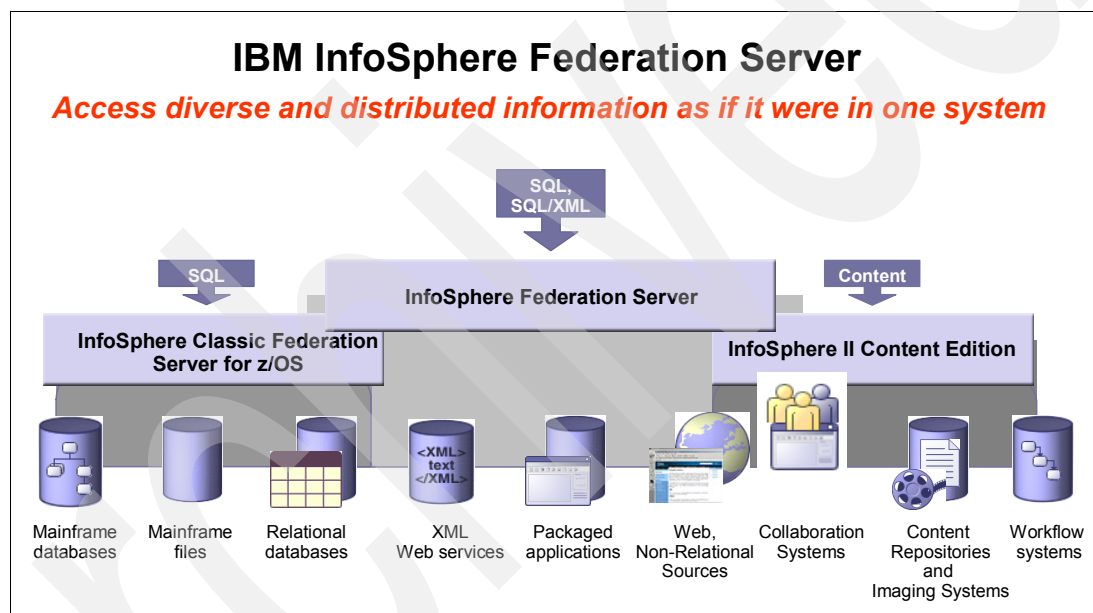 IBM InfoSphere Federation Server
Access diverse and distributed information as if it were in one system
SQL,
SQL/XML
SQL
Content
InfoSphere Federation Server
InfoSphere Classic Federation
Server for z/OS
InfoSphere II Content Edition
<XML>
text
</XML>
Mainframe
databases
Mainframe
files
Relational
databases
XML
Web services
Packaged
applications
Web,
Non-Relational
Sources
Collaboration
Systems
Content
Repositories
and
Imaging Systems
Workflow
systems